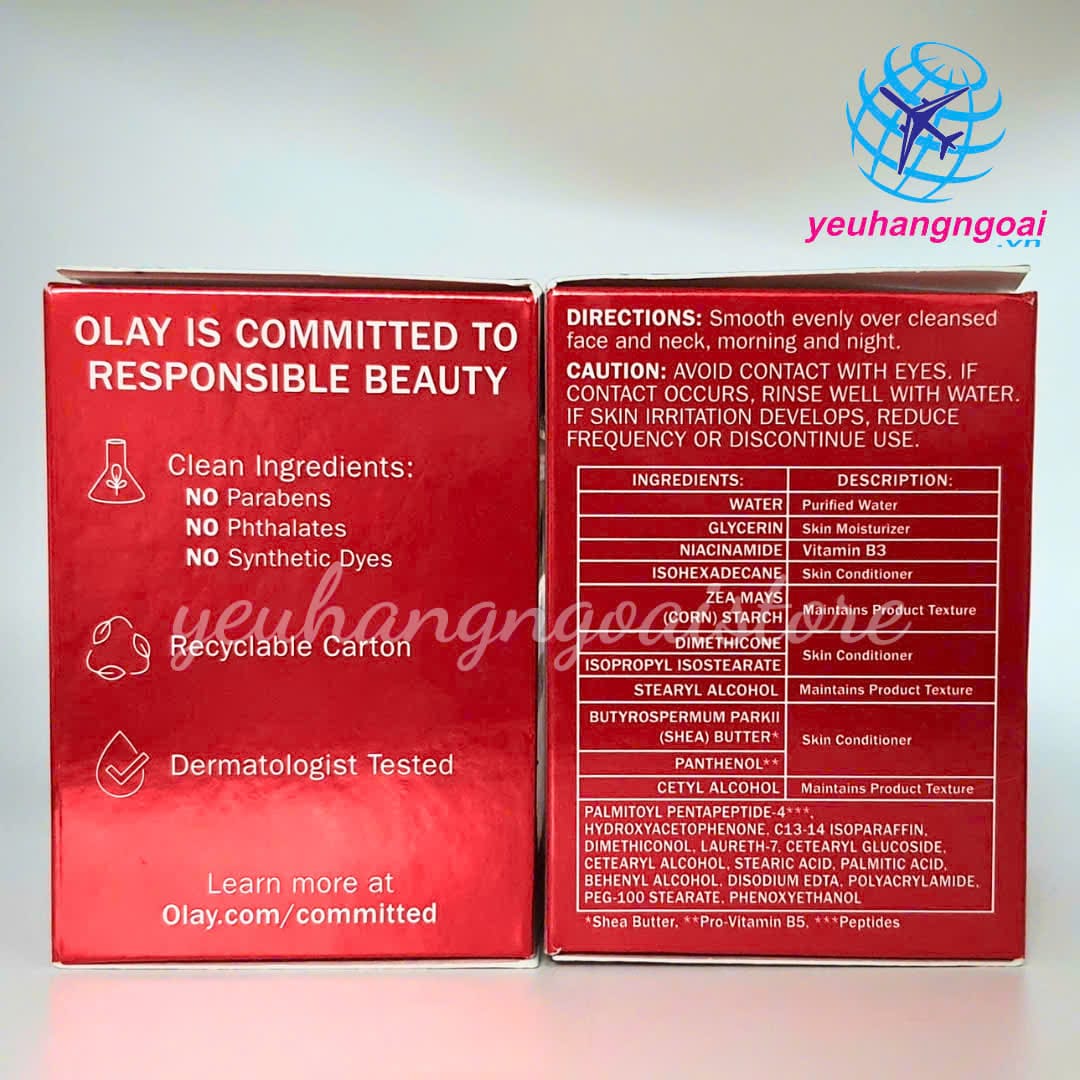 yeuhangngoai
.vn
OLAY IS COMMITTED TO
RESPONSIBLE BEAUTY
Clean Ingredients:
NO Parabens
NO Phthalates
NO Synthetic Dyes
Recyclable Carton
Dermatologist Tested
Learn more at
Olay.com/committed
yeuhangngoaistore
DIRECTIONS: Smooth evenly over cleansed
face and neck, morning and night.
CAUTION: AVOID CONTACT WITH EYES. IF
CONTACT OCCURS, RINSE WELL WITH WATER.
IF SKIN IRRITATION DEVELOPS, REDUCE
FREQUENCY OR DISCONTINUE USE.
INGREDIENTS: DESCRIPTION:
WATER Purified Water
GLYCERIN Skin Moisturizer
NIACINAMIDE Vitamin B3
ISOHEXADECANE Skin Conditioner
ZEA MAYS
(CORN) STARCH Maintains Product Texture
DIMETHICONE
ISOPROPYL ISOSTEARATE Skin Conditioner
STEARYL ALCOHOL Maintains Product Texture
BUTYROSPERMUM PARKII
(SHEA) BUTTER* Skin Conditioner
PANTHENOL**
CETYL ALCOHOL Maintains Product Texture
PALMITOYL PENTAPEPTIDE-4***,
HYDROXYACETOPHENONE, C13-14 ISOPARAFFIN,
DIMETHICONOL, LAURETH-7, CETEARYL GLUCOSIDE,
CETEARYL ALCOHOL, STEARIC ACID, PALMITIC ACID,
BEHENYL ALCOHOL, DISODIUM EDTA, POLYACRYLAMIDE,
PEG-100 STEARATE, PHENOXYETHANOL
*Shea Butter, **Pro-Vitamin B5, ***Peptides